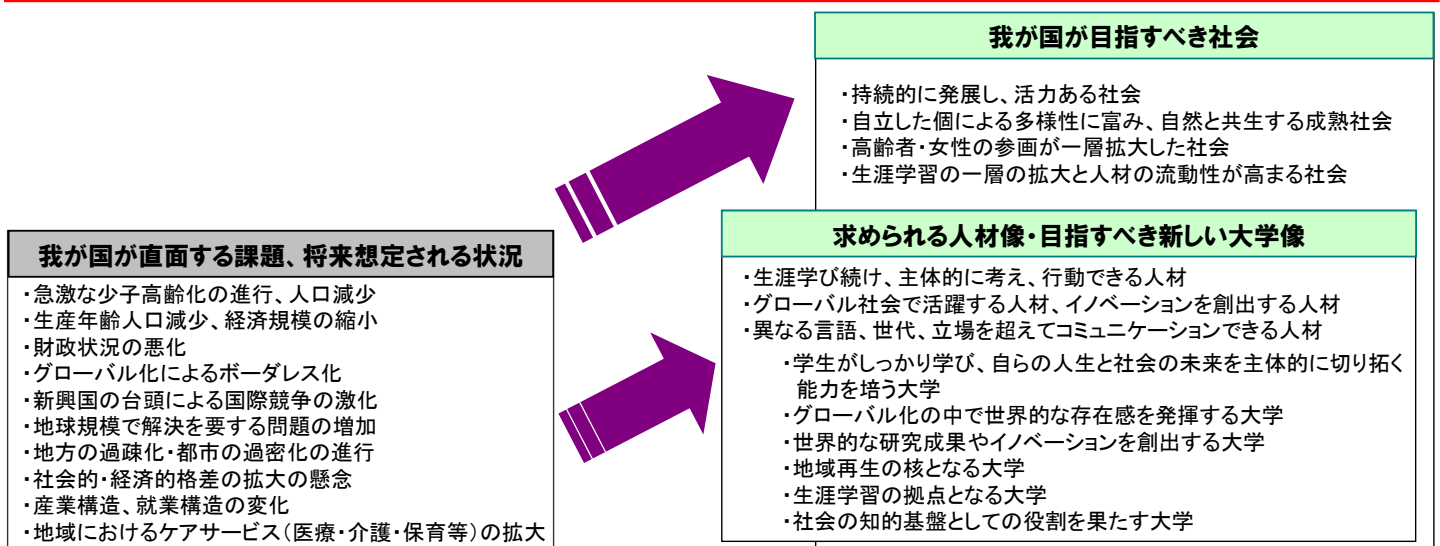 我が国が目指すべき社会
・持続的に発展し、活力ある社会
・自立した個による多様性に富み、自然と共生する成熟社会
・高齢者・女性の参画が一層拡大した社会
・生涯学習の一層の拡大と人材の流動性が高まる社会
我が国が直面する課題、将来想定される状況
・急激な少子高齢化の進行、人口減少
・生産年齢人口減少、経済規模の縮小
・財政状況の悪化
・グローバル化によるボーダレス化
・新興国の台頭による国際競争の激化
・地球規模で解決を要する問題の増加
・地方の過疎化・都市の過密化の進行
・社会的・経済的格差の拡大の懸念
・産業構造、就業構造の変化
・地域におけるケアサービス(医療・介護・保育等)の拡大
求められる人材像・目指すべき新しい大学像
・生涯学び続け、主体的に考え、行動できる人材
・グローバル社会で活躍する人材、イノベーションを創出する人材
・異なる言語、世代、立場を超えてコミュニケーションできる人材
・学生がしっかり学び、自らの人生と社会の未来を主体的に切り拓く
能力を培う大学
・グローバル化の中で世界的な存在感を発揮する大学
・世界的な研究成果やイノベーションを創出する大学
・地域再生の核となる大学
・生涯学習の拠点となる大学
・社会の知的基盤としての役割を果たす大学